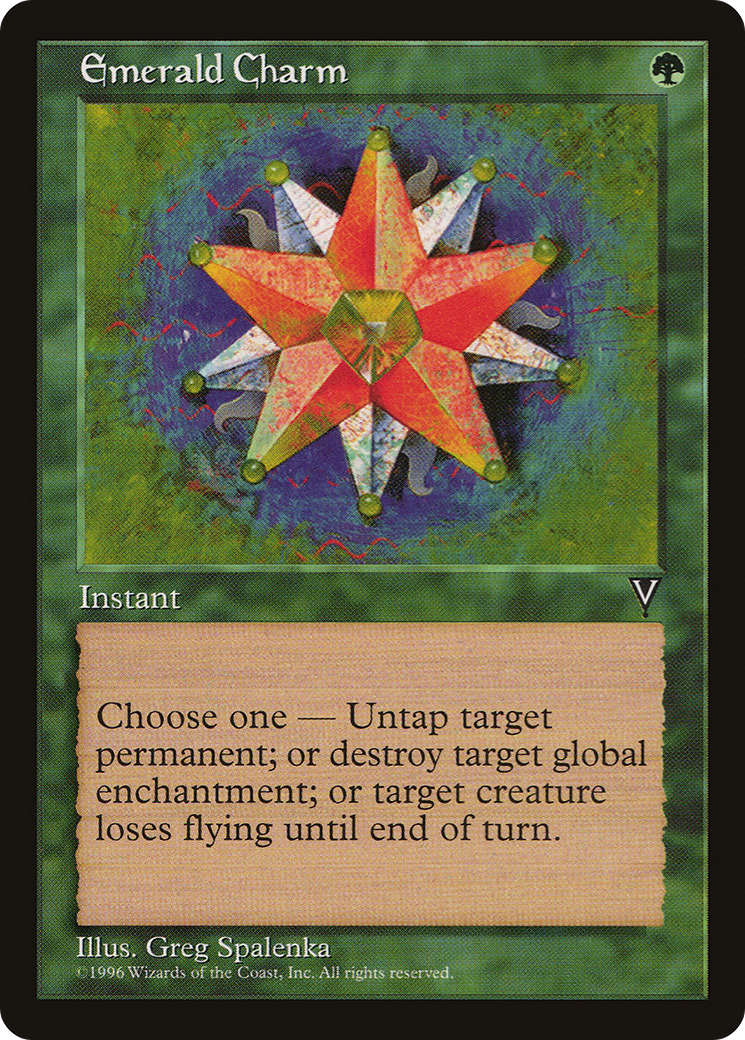 Emerald Charm
Instant
V
Choose one — Untap target
permanent; or destroy target global
enchantment; or target creature
loses flying until end of turn.
Illus. Greg Spalenka
©1996 Wizards of the Coast, Inc. All rights reserved.